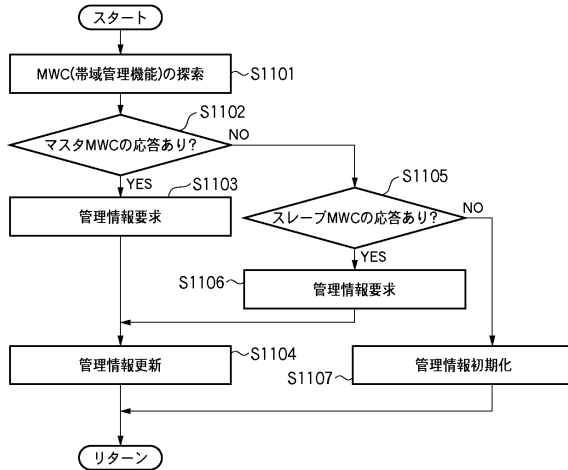 スタート
MWC(帯域管理機能)の探索
S1101
S1102
マスタMWCの応答あり?
NO
YES
S1103
管理情報要求
S1105
スレーブMWCの応答あり?
NO
YES
S1106
管理情報要求
管理情報更新
S1104
管理情報初期化
S1107
リターン